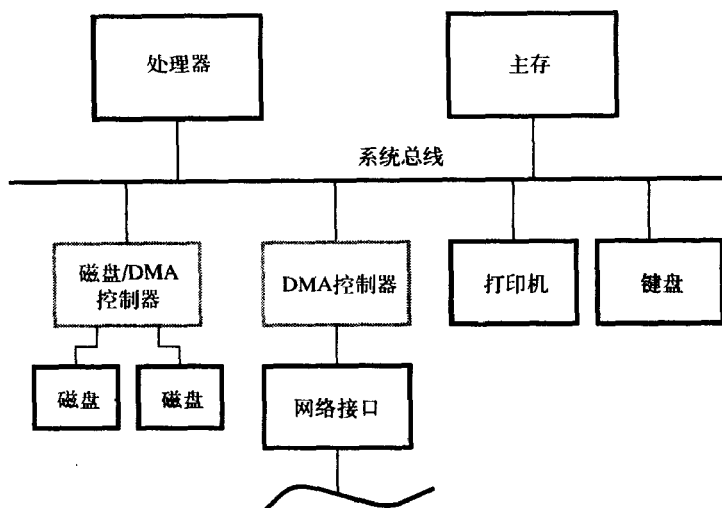 处理器
主存
系统总线
磁盘/DMA
控制器
DMA控制器
打印机
键盘
磁盘
磁盘
网络接口